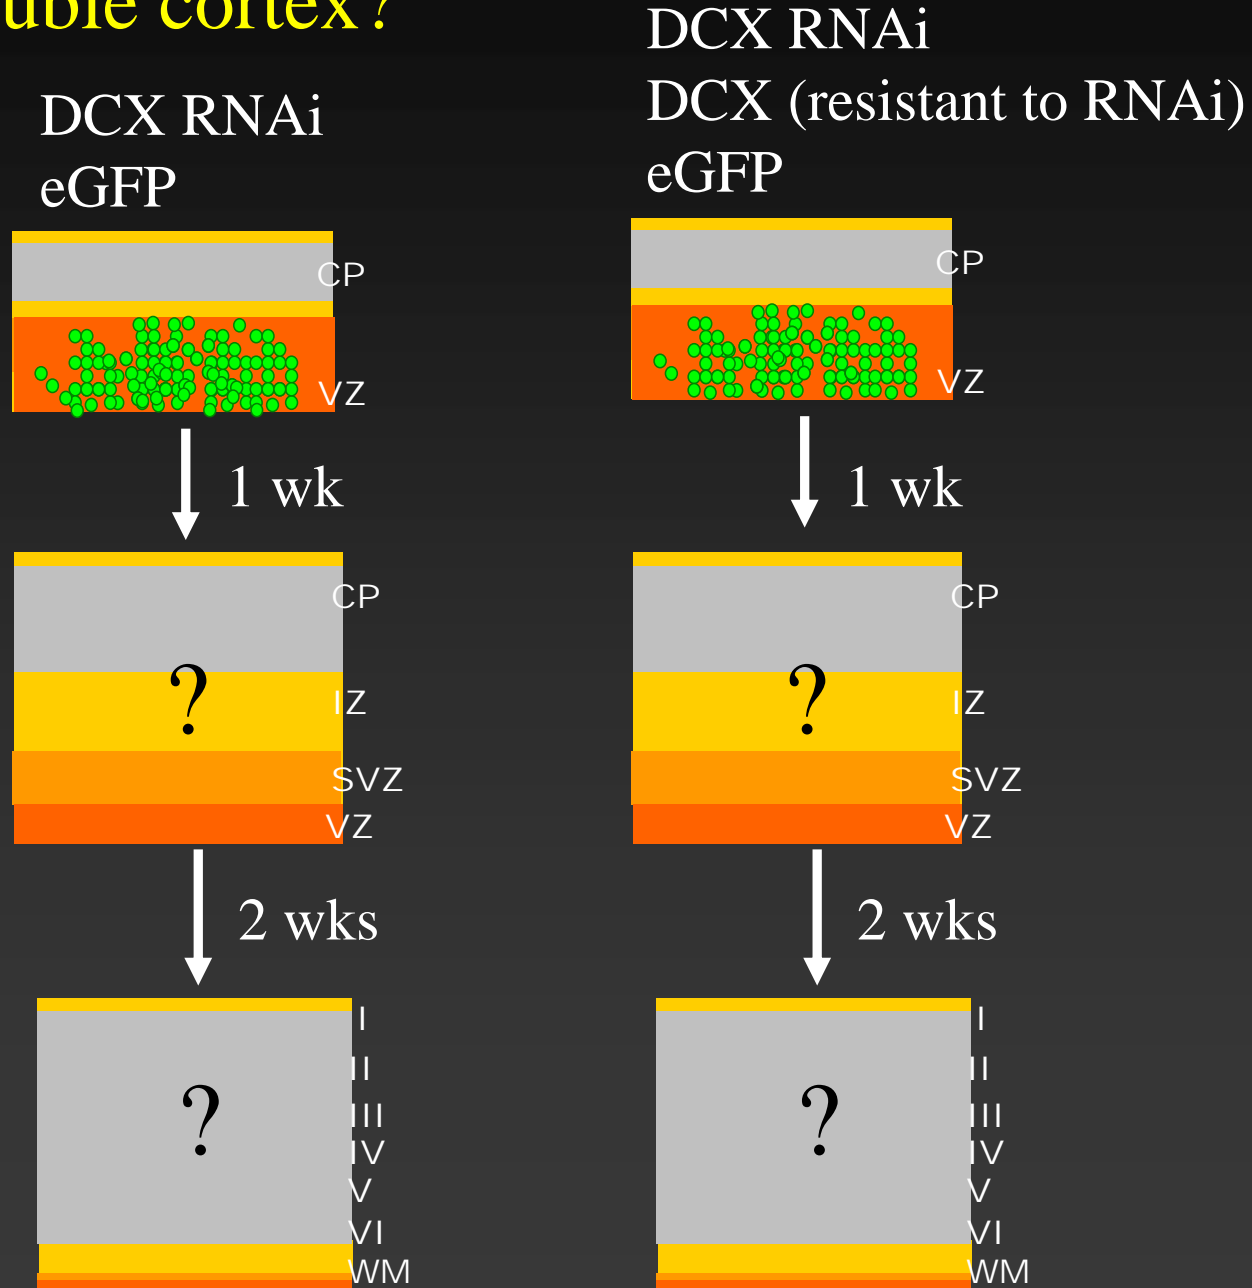 uble cortex?
DCX RNAi
eGFP
CP
VZ
1 wk
CP
?
IZ
SVZ
VZ
2 wks
I
II
?
III
IV
V
VI
WM
DCX RNAi
DCX (resistant to RNAi)
eGFP
CP
VZ
1 wk
CP
?
IZ
SVZ
VZ
2 wks
I
II
?
III
IV
V
VI
WM